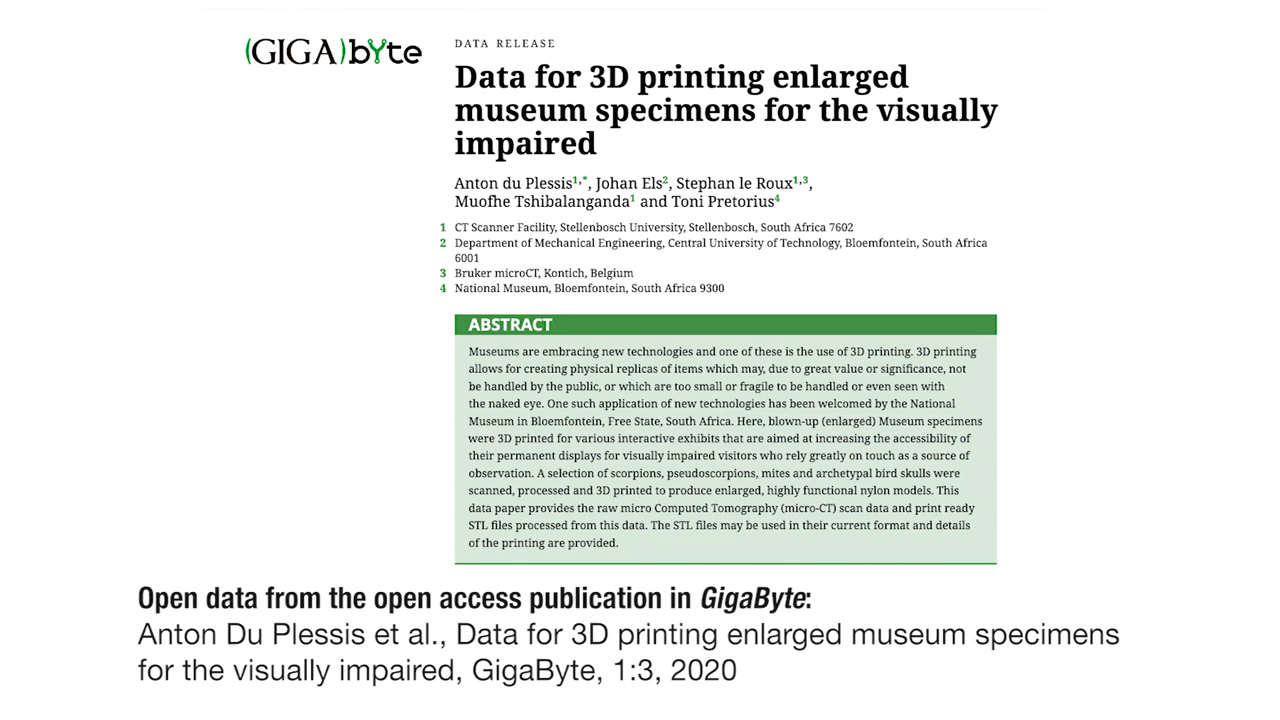 (GIGA)byte
DATA RELEASE
Data for 3D printing enlarged
museum specimens for the visually
impaired
Anton du Plessis1,*, Johan Els2, Stephan le Roux1,3,
Muofhe Tshibalanganda1 and Toni Pretorius4
1 CT Scanner Facility, Stellenbosch University, Stellenbosch, South Africa 7602
2 Department of Mechanical Engineering, Central University of Technology, Bloemfontein, South Africa
6001
3 Bruker microCT, Kontich, Belgium
4 National Museum, Bloemfontein, South Africa 9300
ABSTRACT
Museums are embracing new technologies and one of these is the use of 3D printing. 3D printing
allows for creating physical replicas of items which may, due to great value or significance, not
be handled by the public, or which are too small or fragile to be handled or even seen with
the naked eye. One such application of new technologies has been welcomed by the National
Museum in Bloemfontein, Free State, South Africa. Here, blown-up (enlarged) Museum specimens
were 3D printed for various interactive exhibits that are aimed at increasing the accessibility of
their permanent displays for visually impaired visitors who rely greatly on touch as a source of
observation. A selection of scorpions, pseudoscorpions, mites and archetypal bird skulls were
scanned, processed and 3D printed to produce enlarged, highly functional nylon models. This
data paper provides the raw micro Computed Tomography (micro-CT) scan data and print ready
STL files processed from this data. The STL files may be used in their current format and details
of the printing are provided.
Open data from the open access publication in GigaByte:
Anton Du Plessis et al., Data for 3D printing enlarged museum specimens
for the visually impaired, GigaByte, 1:3, 2020